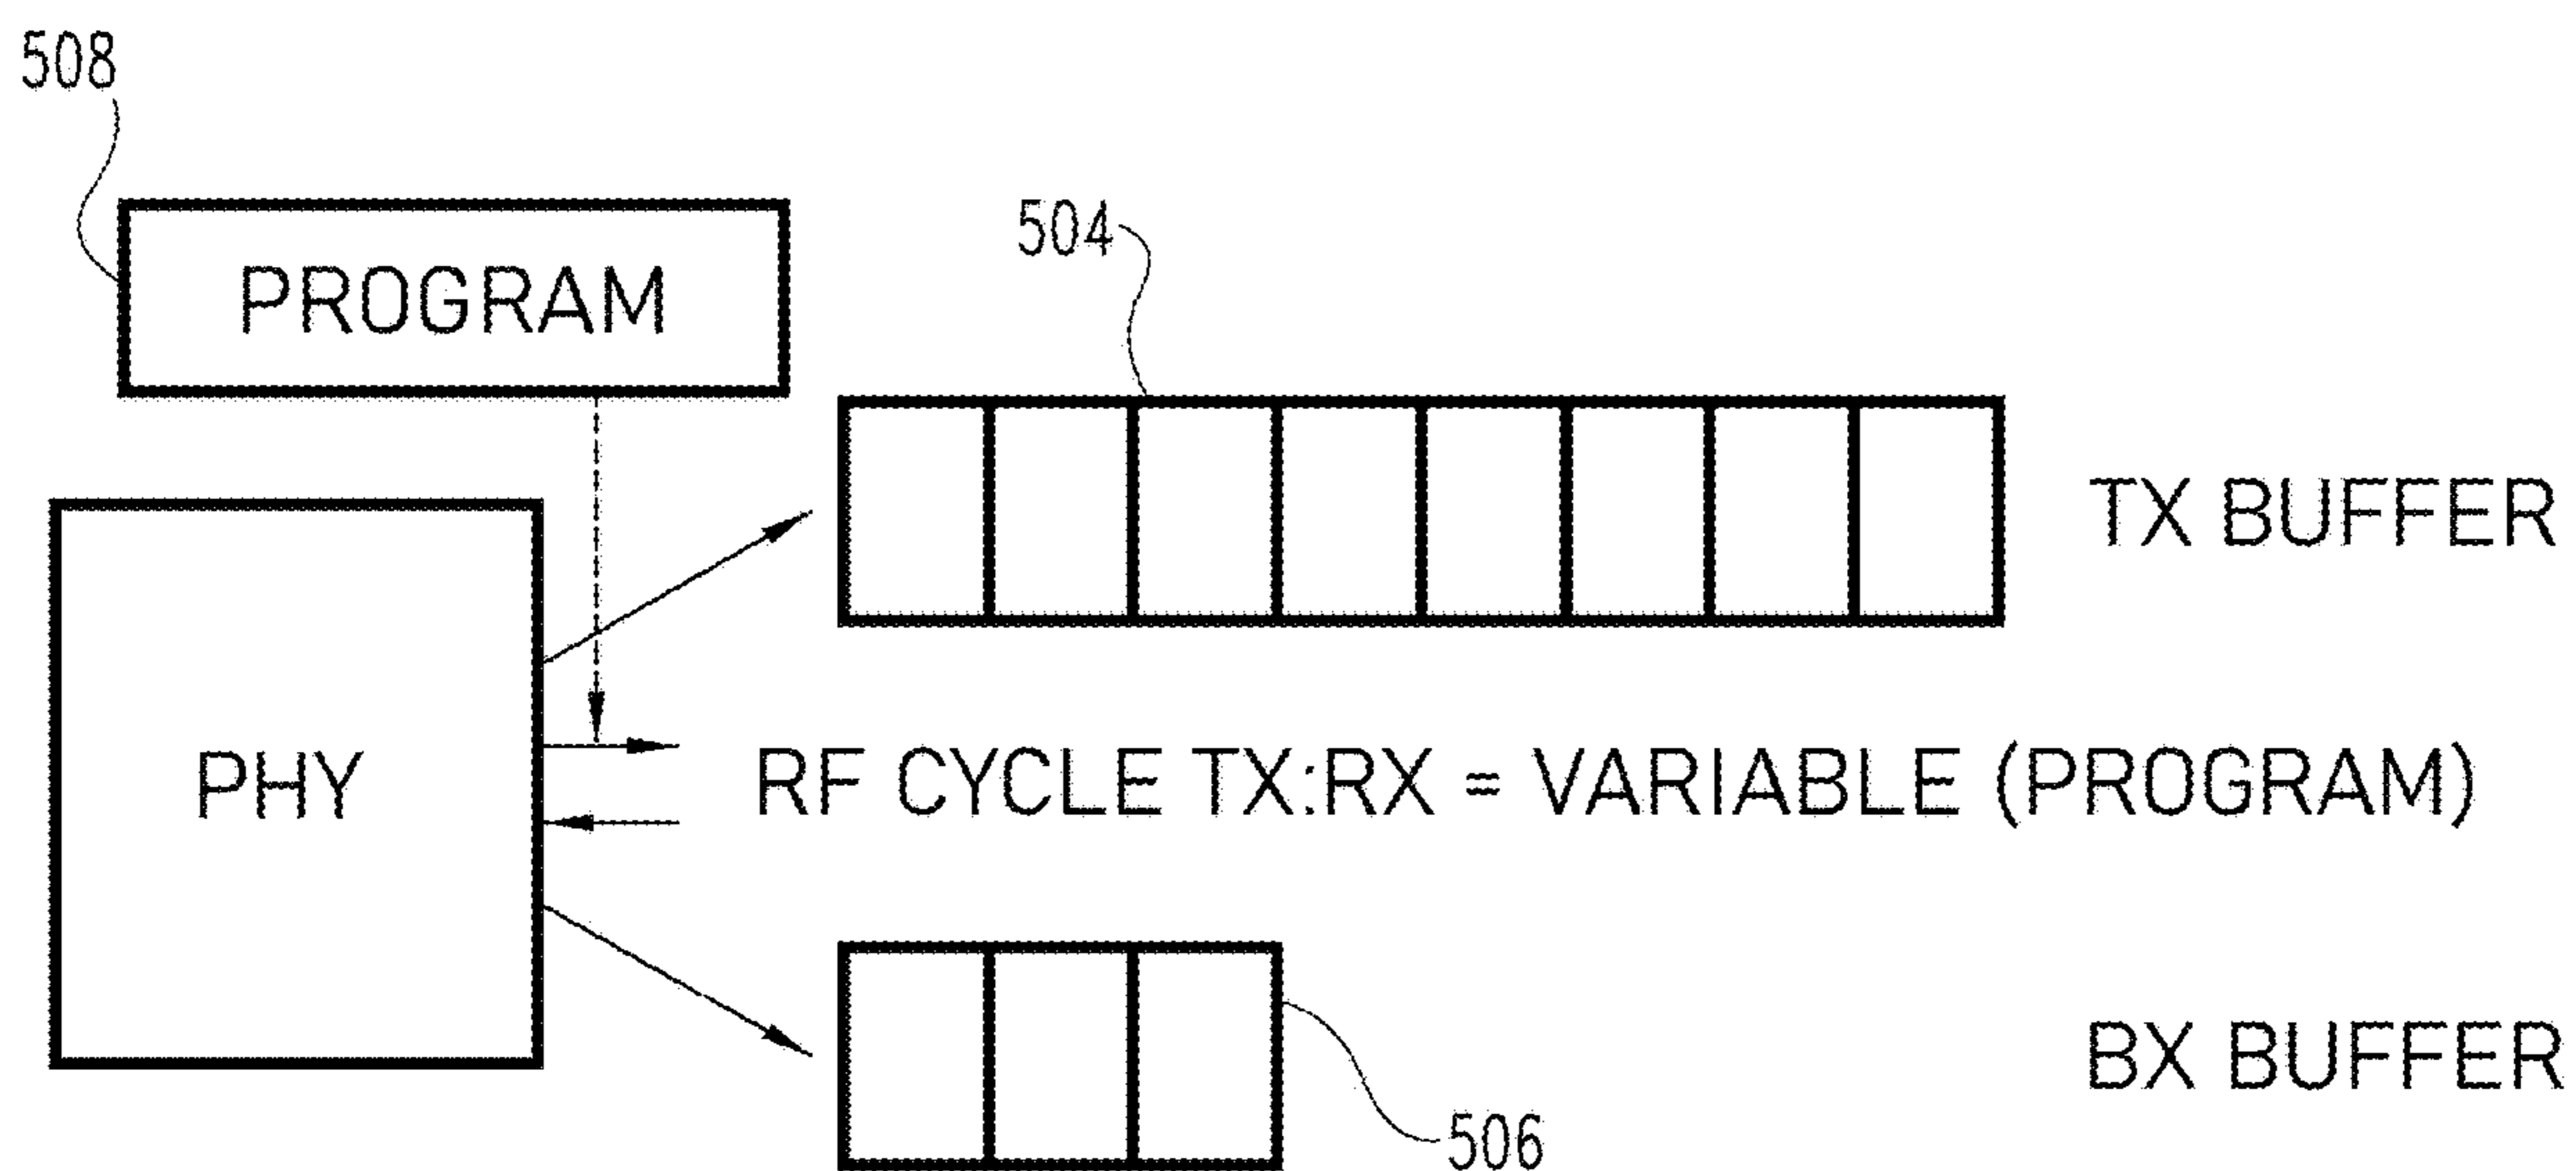 508
PROGRAM
504
TX BUFFER
PHY
RF CYCLE TX:RX = VARIABLE (PROGRAM)
BX BUFFER
506